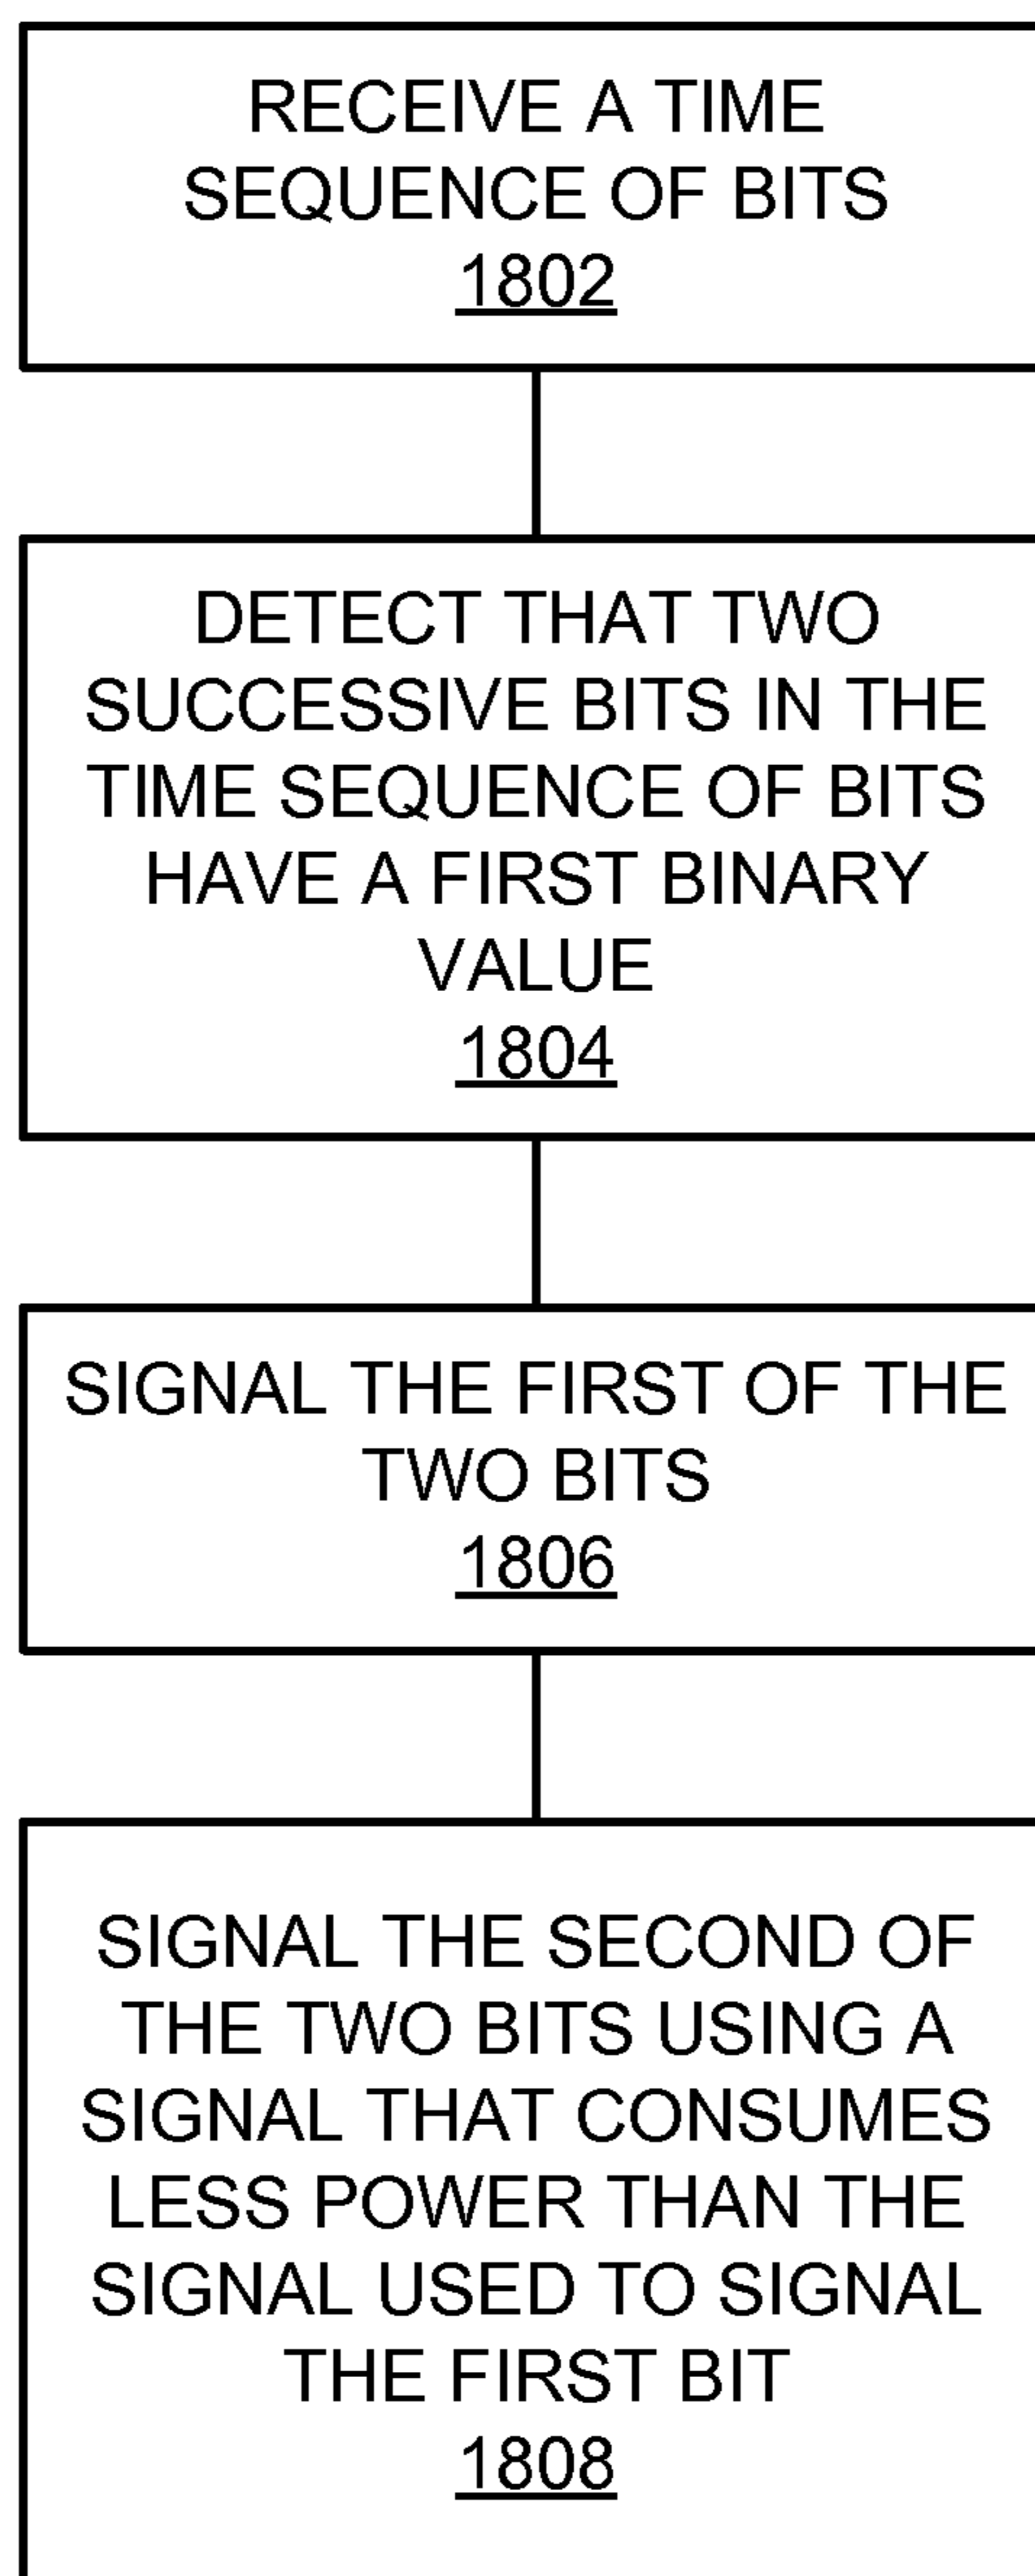 RECEIVE A TIME
SEQUENCE OF BITS
1802
DETECT THAT TWO
SUCCESSIVE BITS IN THE
TIME SEQUENCE OF BITS
HAVE A FIRST BINARY
VALUE
1804
SIGNAL THE FIRST OF THE
TWO BITS
1806
SIGNAL THE SECOND OF
THE TWO BITS USING A
SIGNAL THAT CONSUMES
LESS POWER THAN THE
SIGNAL USED TO SIGNAL
THE FIRST BIT
1808